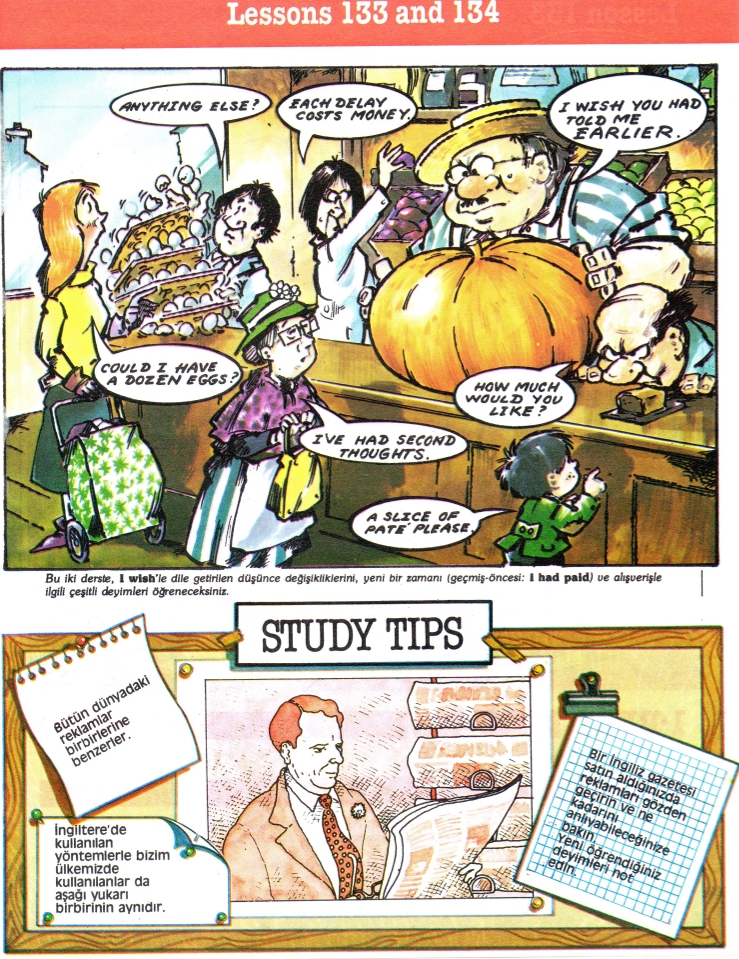 Lessons 133 and 134
ANYTHING ELSE?
EACH DELAY
COSTS MONEY.
I WISH YOU HAD
TOLD ME
EARLIER.
COULD I HAVE
A DOZEN EGGS?
HOW MUCH
WOULD YOU
LIKE?
I'VE HAD SECOND
THOUGHTS.
A SLICE OF
PATE' PLEASE.
Bu iki derste, I wish'le dile getirilen düşünce değişikliklerini, yeni bir zamanı (geçmiş-öncesi: I had paid) ve alışverişle
ilgili çeşitli deyimleri öğreneceksiniz.
STUDY TIPS
Bütün dünyadaki
reklamlar
birbirlerine
benzerler.
İngiltere'de
kullanılan
yöntemlerle bizim
ülkemizde
kullanılanlar da
aşağı yukarı
birbirinin aynıdır.
Bir İngiliz gazetesi
satın aldığınızda
reklamları gözden
geçirin ve ne
kadarını
anlıyabileceğinize
bakın.
Yeni öğrendiğiniz
deyimleri not
edin.